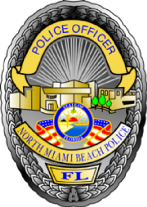 POLICE OFFICER
NORTH MIAMI BEACH POLICE
FL